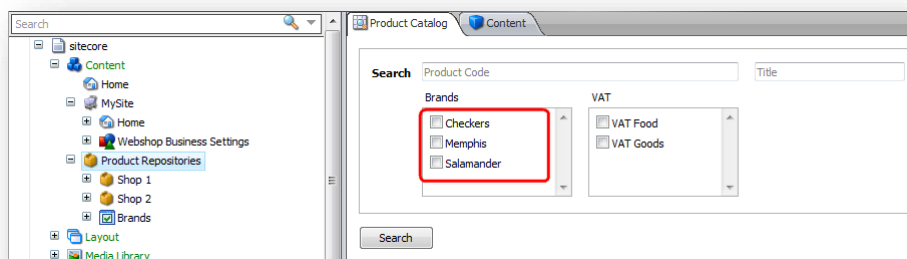 Search
sitecore
Content
Home
MySite
Home
Webshop Business Settings
Product Repositories
Shop 1
Shop 2
Brands
Layout
Media Library
Product Catalog
Content
Search Product Code Title
Brands VAT
Checkers VAT Food
Memphis VAT Goods
Salamander
Search